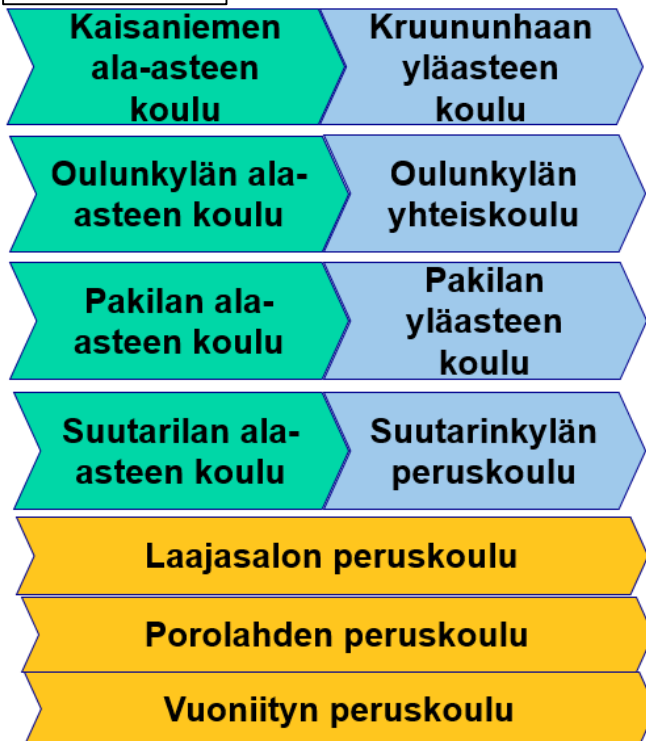 Kaisaniemen
ala-asteen
koulu
Kruununhaan
yläasteen
koulu
Oulunkylän ala-
asteen koulu
Oulunkylän
yhteiskoulu
Pakilan ala-
asteen koulu
Pakilan
yläasteen
koulu
Suutarilan ala-
asteen koulu
Suutarinkylän
peruskoulu
Laajasalon peruskoulu
Porolahden peruskoulu
Vuoniityn peruskoulu